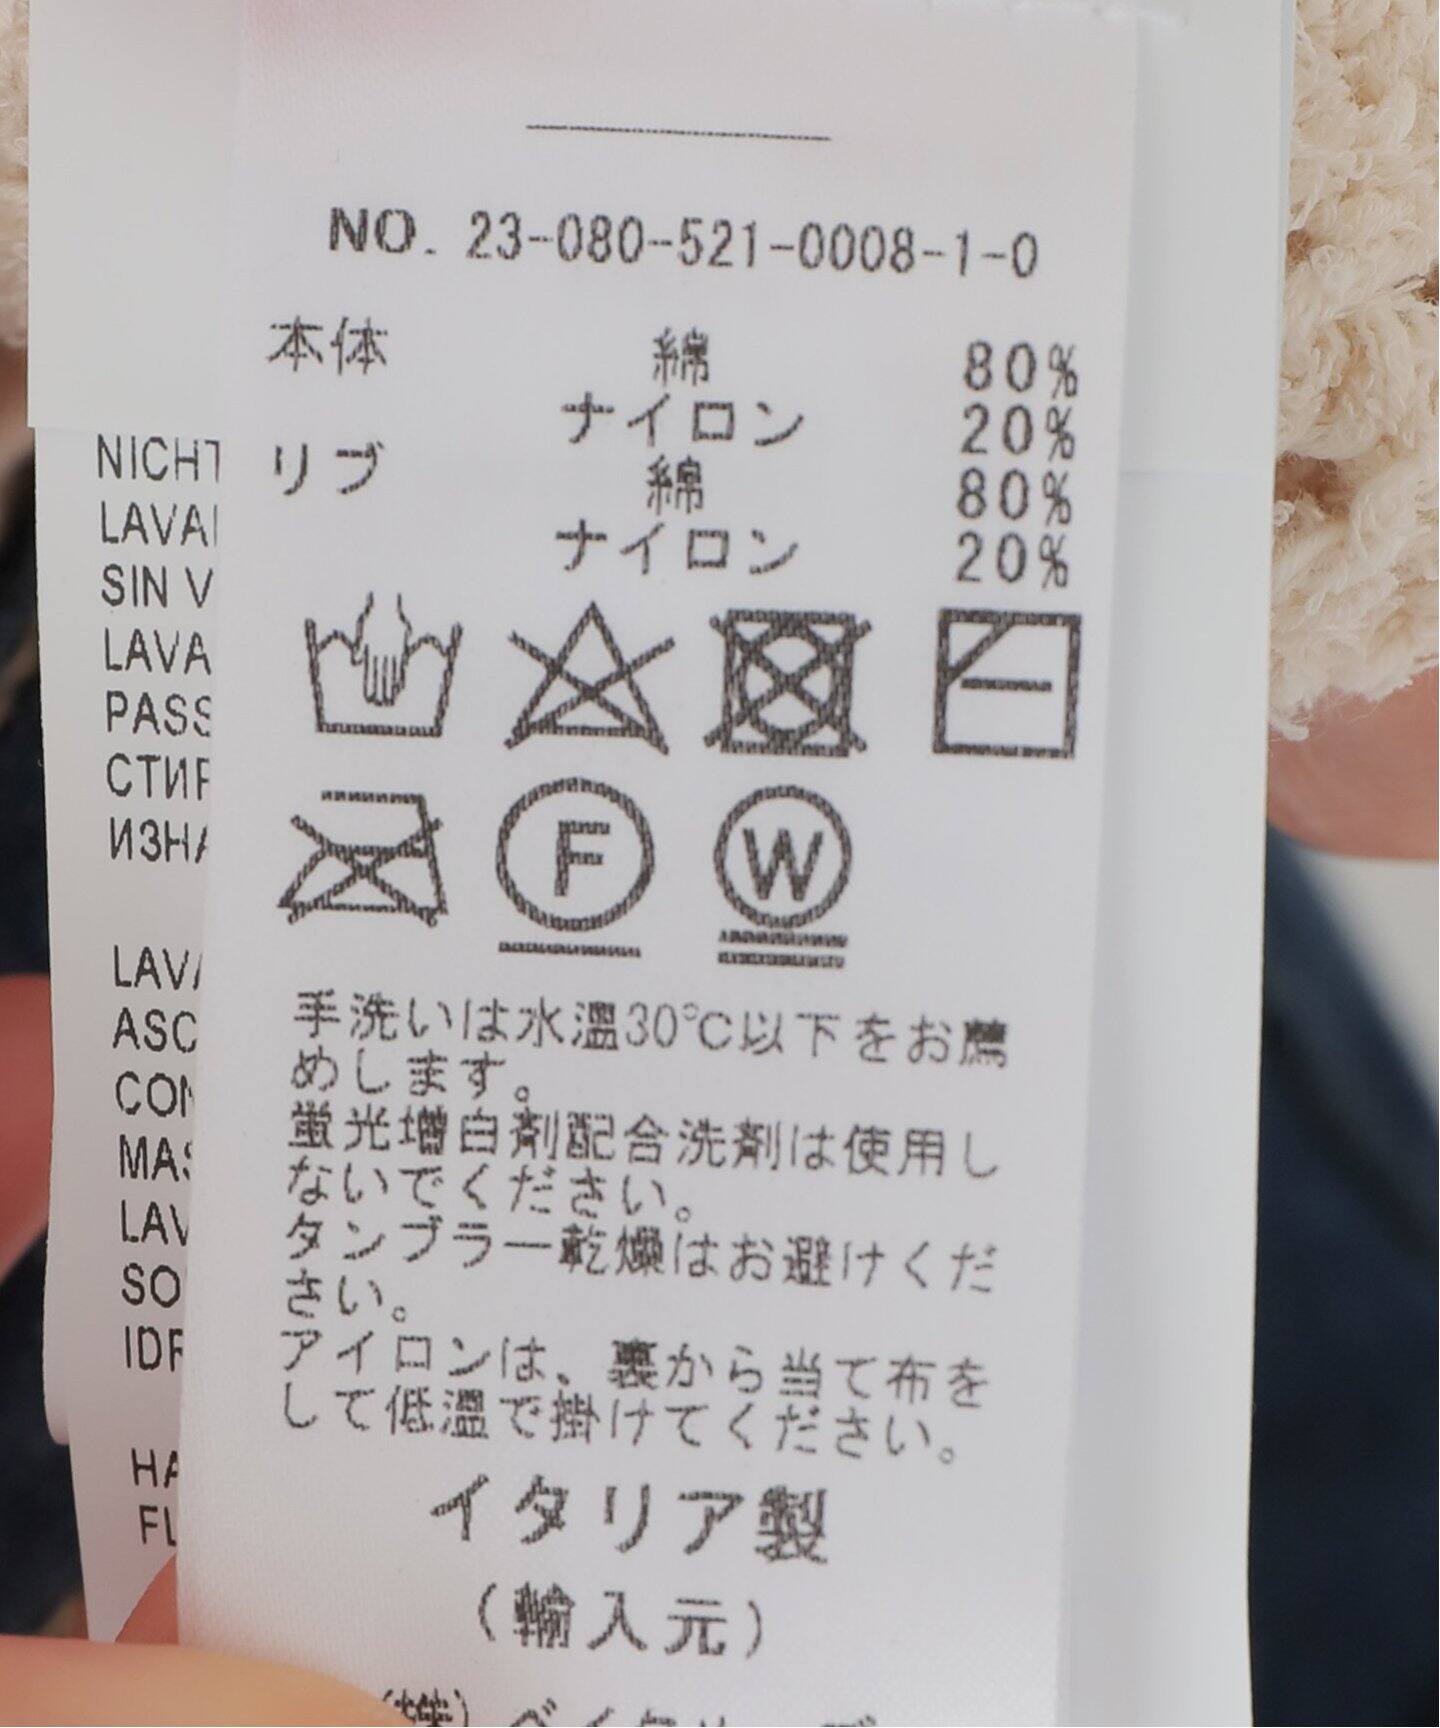 NO. 23-080-521-0008-1-0
本体 綿 80%
ナイロン 20%
リブ 綿 80%
ナイロン 20%
F
W
手洗いは水温30℃以下をお薦
めします。
蛍光増白剤配合洗剤は使用し
ないでください。
タンブラー乾燥はお避けくだ
さい。
アイロンは、裏から当て布を
して低温で掛けてください。
イタリア製
(輸入元)
NICHT
SIN V
LAVA
PASS
СТИР
ИЗНА
LAVA
ASC
CON
MAS
LAV
SO
IDR
HA
FL